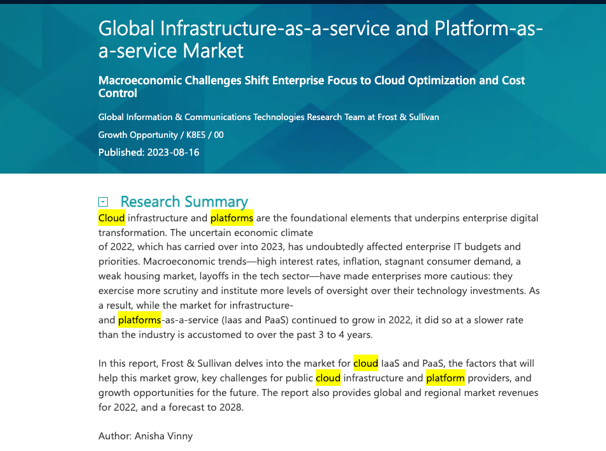 Global Infrastructure-as-a-service and Platform-as-
a-service Market
Macroeconomic Challenges Shift Enterprise Focus to Cloud Optimization and Cost
Control
Global Information & Communications Technologies Research Team at Frost & Sullivan
Growth Opportunity / K8E5 / 00
Published: 2023-08-16
Research Summary
Cloud infrastructure and platforms are the foundational elements that underpins enterprise digital
transformation. The uncertain economic climate
of 2022, which has carried over into 2023, has undoubtedly affected enterprise IT budgets and
priorities. Macroeconomic trends—high interest rates, inflation, stagnant consumer demand, a
weak housing market, layoffs in the tech sector—have made enterprises more cautious: they
exercise more scrutiny and institute more levels of oversight over their technology investments. As
a result, while the market for infrastructure-
and platforms-as-a-service (Iaas and PaaS) continued to grow in 2022, it did so at a slower rate
than the industry is accustomed to over the past 3 to 4 years.
In this report, Frost & Sullivan delves into the market for cloud IaaS and PaaS, the factors that will
help this market grow, key challenges for public cloud infrastructure and platform providers, and
growth opportunities for the future. The report also provides global and regional market revenues
for 2022, and a forecast to 2028.
Author: Anisha Vinny